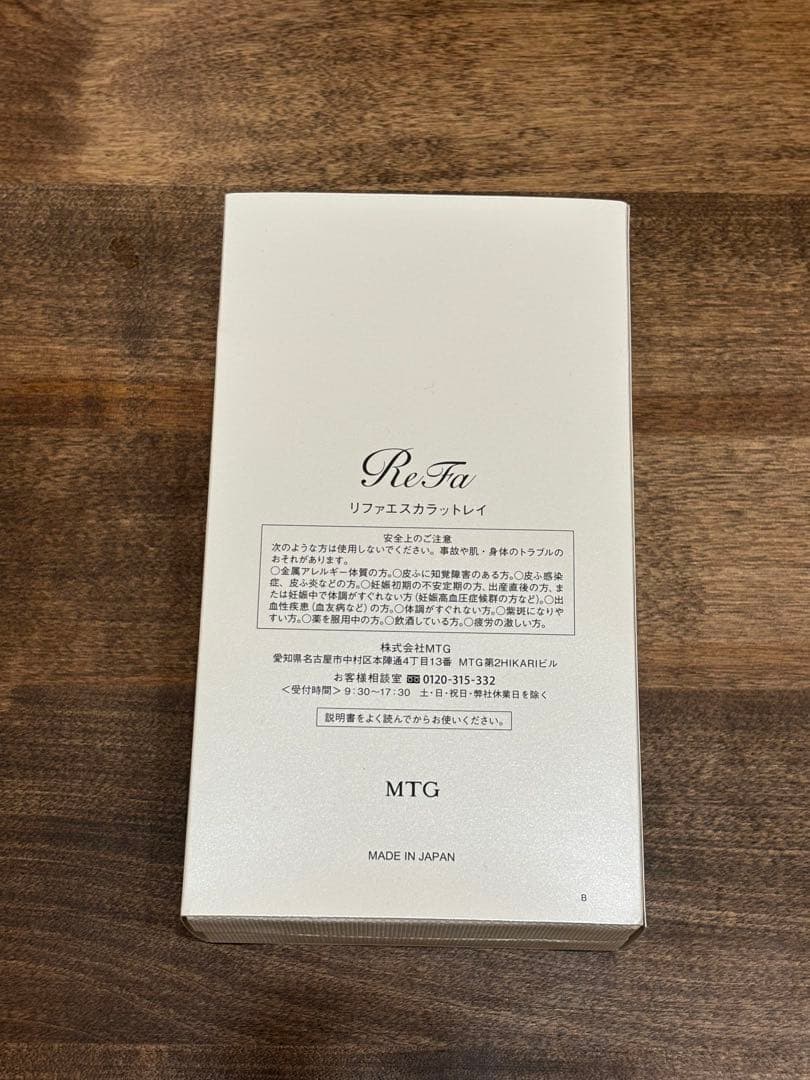 ReFa
リファエスカラットレイ
安全上のご注意
次のような方は使用しないでください。事故や肌・身体のトラブルの
おそれがあります。
○金属アレルギー体質の方。○皮ふに知覚障害のある方。○皮ふ感染
症、皮ふ炎などの方。○妊娠初期の不安定期の方、出産直後の方、ま
たは妊娠中で体調がすぐれない方(妊娠高血圧症候群の方など)。○出
血性疾患(血友病など)の方。○体調がすぐれない方。○紫斑になりや
すい方。○薬を服用中の方。○飲酒している方。○疲労の激しい方。
株式会社MTG
愛知県名古屋市中村区本陣通4丁目13番 MTG第2HIKARIビル
お客様相談室 0120-315-332
<受付時間>9:30〜17:30 土・日・祝日・弊社休業日を除く
説明書をよく読んでからお使いください。
MTG
MADE IN JAPAN
B